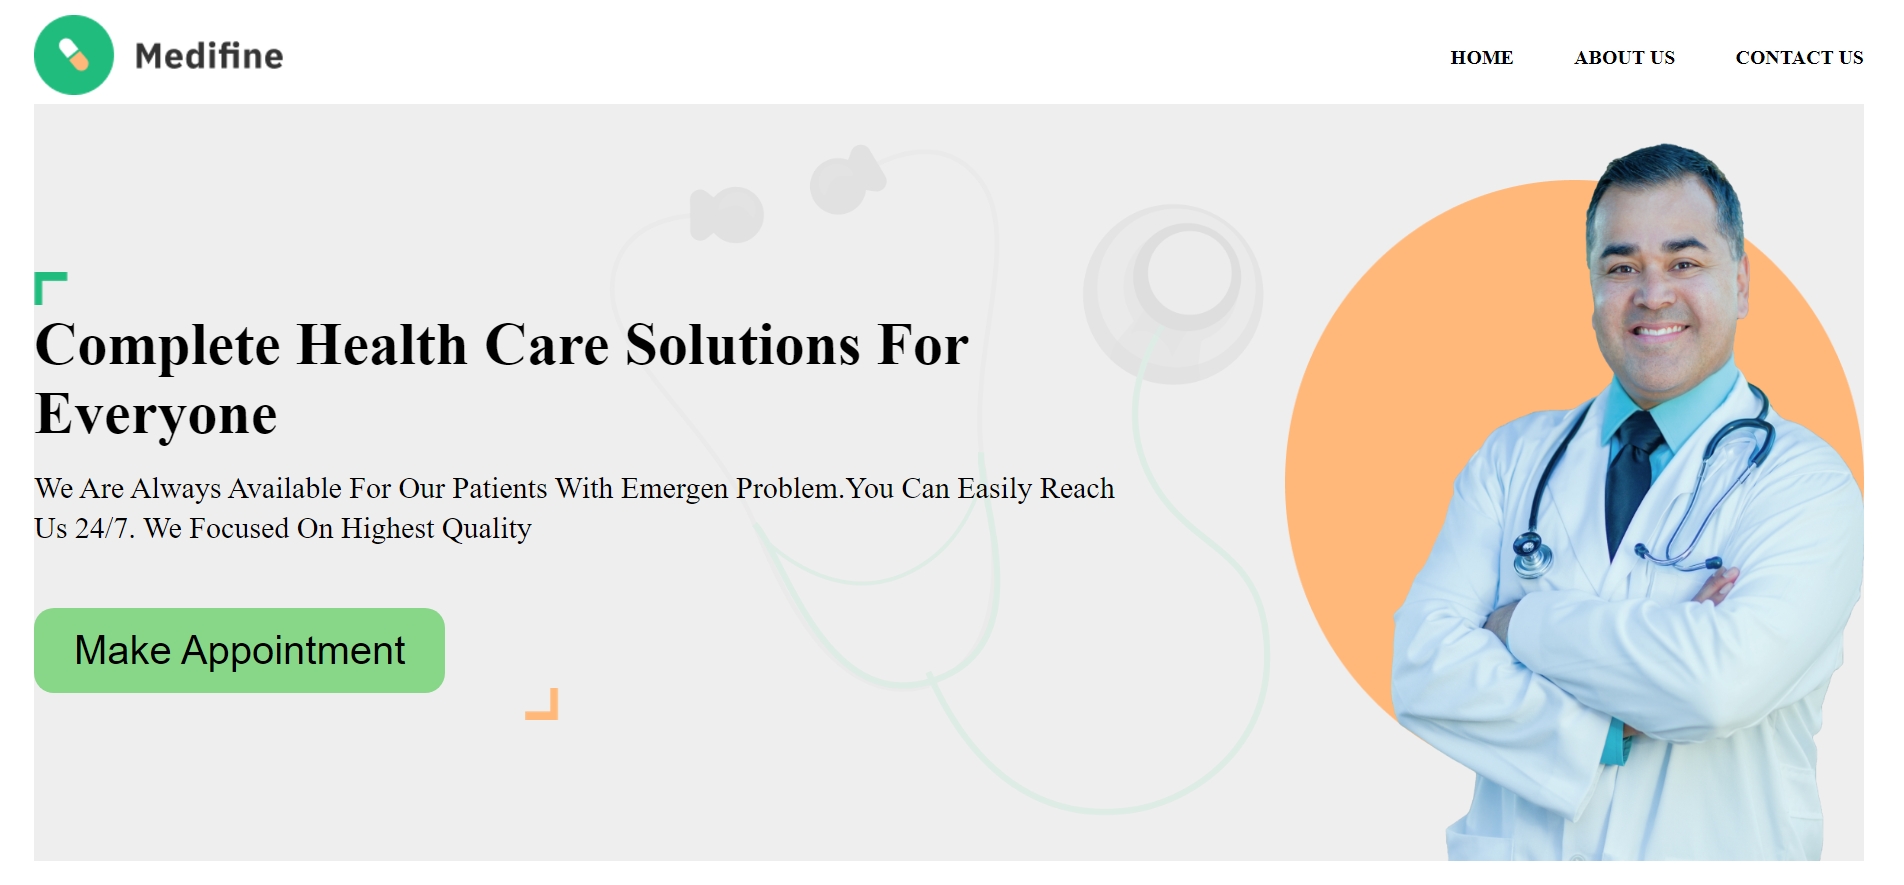 Medifine
HOME ABOUT US CONTACT US
Complete Health Care Solutions For
Everyone
We Are Always Available For Our Patients With Emergen Problem.You Can Easily Reach
Us 24/7. We Focused On Highest Quality
Make Appointment